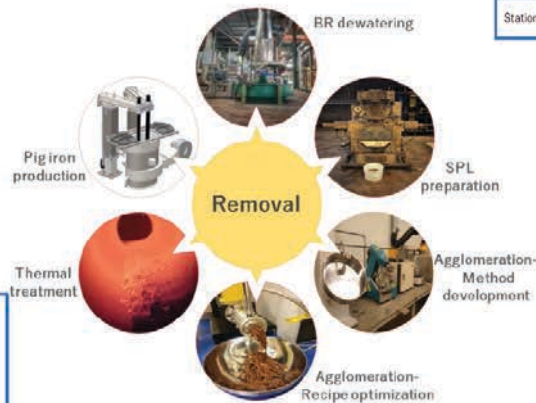 BR dewatering
Station
Pig iron
production
SPL
preparation
Removal
Thermal
treatment
Agglomeration-
Method
development
Agglomeration-
Recipe optimization